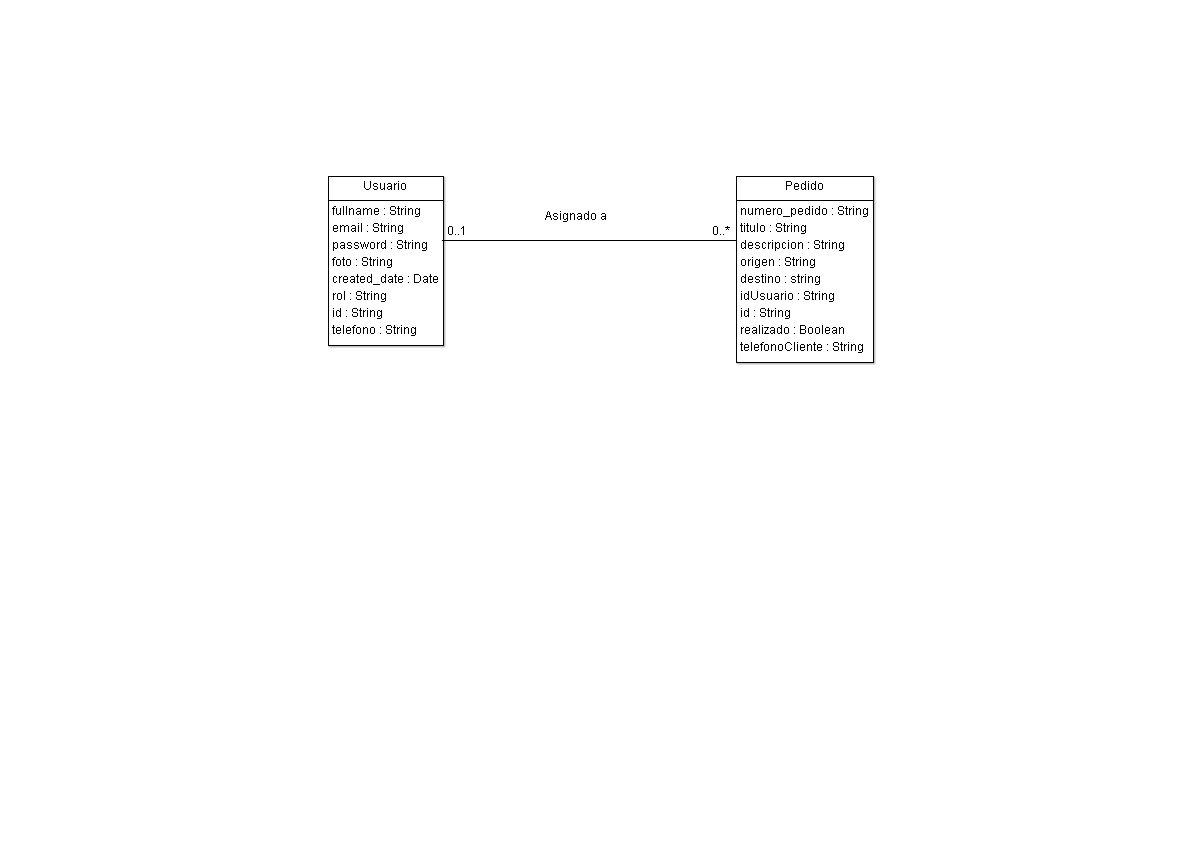 Usuario
fullname : String
email : String
password : String
foto : String
created_date : Date
rol : String
id : String
telefono : String
Asignado a
0..1
0..*
Pedido
numero_pedido : String
titulo : String
descripcion : String
origen : String
destino : string
idUsuario : String
id : String
realizado : Boolean
telefonoCliente : String